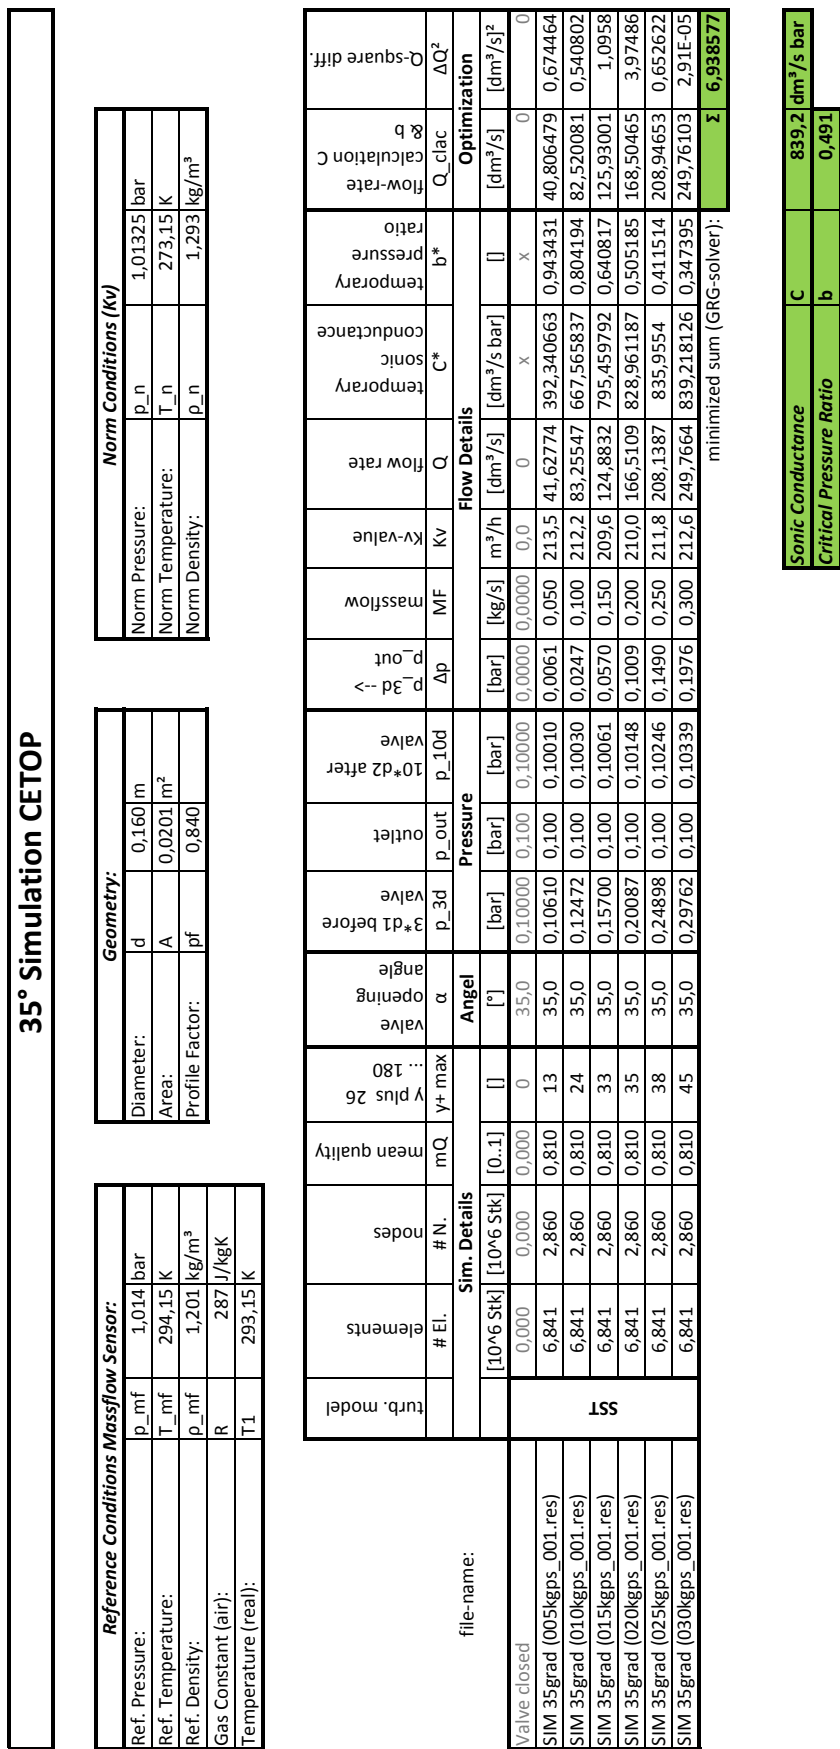 35° Simulation CETOP
Reference Conditions Massflow Sensor:
Ref. Pressure: p_mf 1,014 bar
Ref. Temperature: T_mf 294,15 K
Ref. Density: ρ_mf 1,201 kg/m³
Gas Constant (air): R 287 J/kgK
Temperature (real): T1 293,15 K
Geometry:
Diameter: d 0,160 m
Area: A 0,0201 m²
Profile Factor: pf 0,840
Norm Conditions (Kv)
Norm Pressure: p_n 1,01325 bar
Norm Temperature: T_n 273,15 K
Norm Density: ρ_n 1,293 kg/m³
file-name:
turb. model
elements
nodes
mean quality
y plus 26 ... 180
valve opening angle
3*d1 before valve
outlet
10*d2 after valve
p_3d --> p_out
massflow
Kv-value
flow rate
temporary sonic conductance
temporary pressure ratio
flow-rate calculation C & b
Q-square diff.
# El. # N. mQ y+ max α p_3d p_out p_10d Δp MF Kv Q C* b* Q_clac ΔQ²
Sim. Details Angel Pressure Flow Details Optimization
[10^6 Stk] [10^6 Stk] [0..1] [] [°] [bar] [bar] [bar] [bar] [kg/s] m³/h [dm³/s] [dm³/s bar] [] [dm³/s] [dm³/s]²
Valve closed 0,000 0,000 0,000 0 35,0 0,10000 0,100 0,10000 0,0000 0,0000 0,0 0 x x 0 0
SST
SIM 35grad (005kgps_001.res) 6,841 2,860 0,810 13 35,0 0,10610 0,100 0,10010 0,0061 0,050 213,5 41,62774 392,340663 0,943431 40,806479 0,674464
SIM 35grad (010kgps_001.res) 6,841 2,860 0,810 24 35,0 0,12472 0,100 0,10030 0,0247 0,100 212,2 83,25547 667,565837 0,804194 82,520081 0,540802
SIM 35grad (015kgps_001.res) 6,841 2,860 0,810 33 35,0 0,15700 0,100 0,10061 0,0570 0,150 209,6 124,8832 795,459792 0,640817 125,93001 1,0958
SIM 35grad (020kgps_001.res) 6,841 2,860 0,810 35 35,0 0,20087 0,100 0,10148 0,1009 0,200 210,0 166,5109 828,961187 0,505185 168,50465 3,97486
SIM 35grad (025kgps_001.res) 6,841 2,860 0,810 38 35,0 0,24898 0,100 0,10246 0,1490 0,250 211,8 208,1387 835,9554 0,411514 208,94653 0,652622
SIM 35grad (030kgps_001.res) 6,841 2,860 0,810 45 35,0 0,29762 0,100 0,10339 0,1976 0,300 212,6 249,7664 839,218126 0,347395 249,76103 2,91E-05
minimized sum (GRG-solver): Σ 6,938577
Sonic Conductance C 839,2 dm³/s bar
Critical Pressure Ratio b 0,491